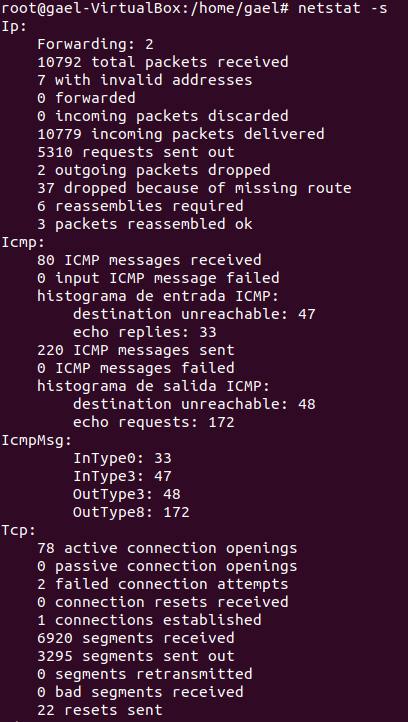 root@gael-VirtualBox:/home/gael# netstat -s
Ip:
    Forwarding: 2
    10792 total packets received
    7 with invalid addresses
    0 forwarded
    0 incoming packets discarded
    10779 incoming packets delivered
    5310 requests sent out
    2 outgoing packets dropped
    37 dropped because of missing route
    6 reassemblies required
    3 packets reassembled ok
Icmp:
    80 ICMP messages received
    0 input ICMP message failed
    histograma de entrada ICMP:
        destination unreachable: 47
        echo replies: 33
    220 ICMP messages sent
    0 ICMP messages failed
    histograma de salida ICMP:
        destination unreachable: 48
        echo requests: 172
IcmpMsg:
        InType0: 33
        InType3: 47
        OutType3: 48
        OutType8: 172
Tcp:
    78 active connection openings
    0 passive connection openings
    2 failed connection attempts
    0 connection resets received
    1 connections established
    6920 segments received
    3295 segments sent out
    0 segments retransmitted
    0 bad segments received
    22 resets sent